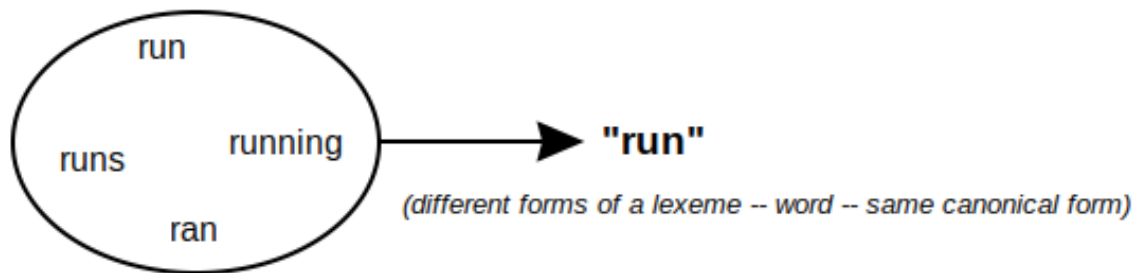 run
running
runs
ran
"run"
(different forms of a lexeme -- word -- same canonical form)